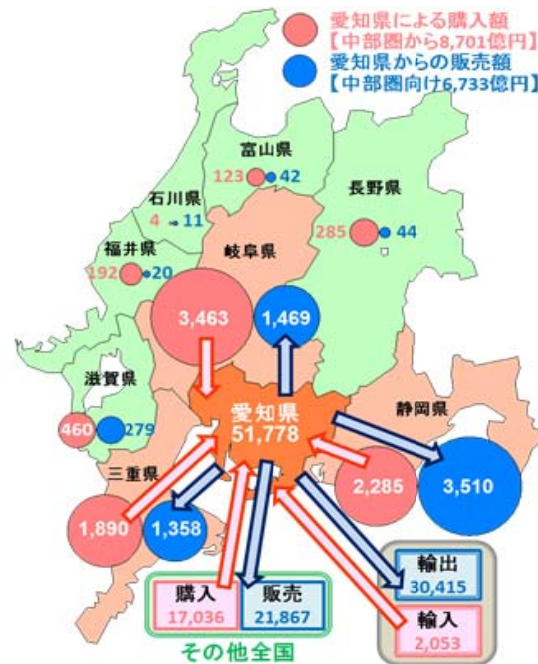 愛知県による購入額
【中部圏から8,701億円】
愛知県からの販売額
【中部圏向け6,733億円】
富山県
123 42
石川県
4 11
長野県
285 44
福井県
192 20
岐阜県
3,463 1,469
滋賀県
460 279
愛知県
51,778
静岡県
2,285 3,510
三重県
1,890 1,358
購入
17,036
販売
21,867
その他全国
輸出
30,415
輸入
2,053